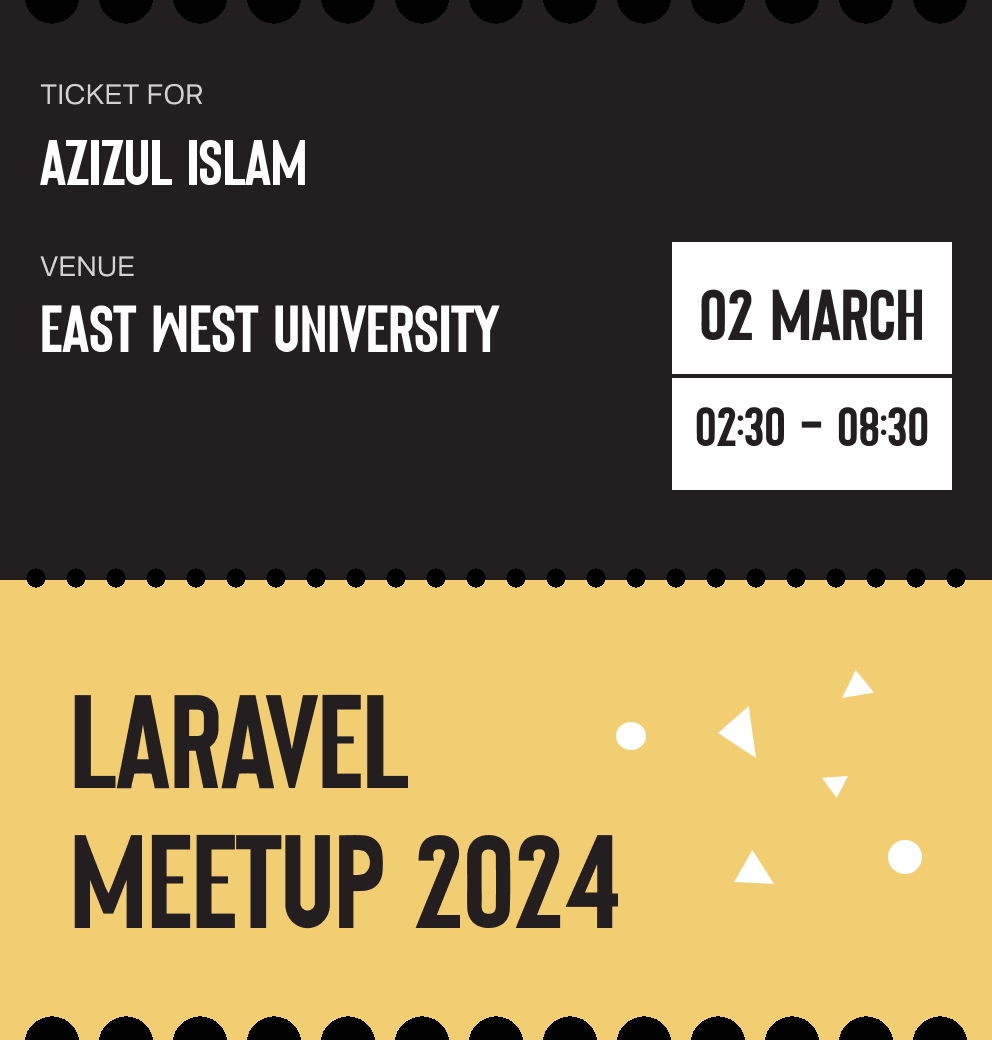 TICKET FOR
AZIZUL ISLAM
VENUE
EAST WEST UNIVERSITY
02 MARCH
02:30 - 08:30
LARAVEL
MEETUP 2024